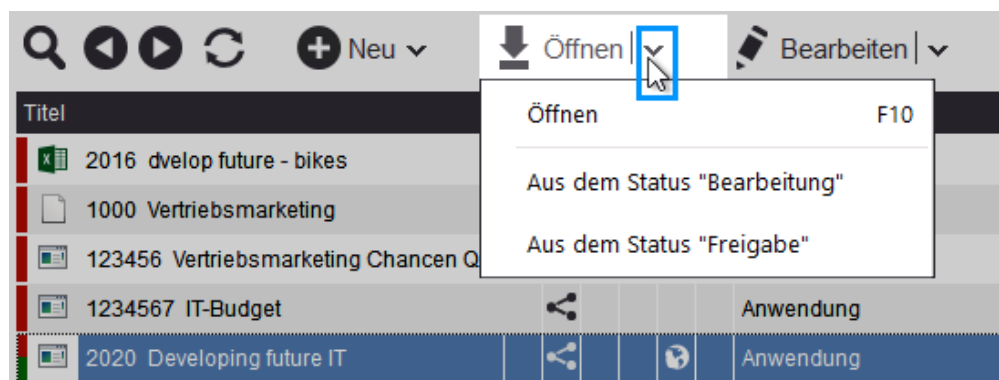 Neu Öffnen Bearbeiten
Titel
Öffnen F10
2016 dvelop future - bikes
Aus dem Status "Bearbeitung"
1000 Vertriebsmarketing
Aus dem Status "Freigabe"
123456 Vertriebsmarketing Chancen Q
1234567 IT-Budget Anwendung
2020 Developing future IT Anwendung